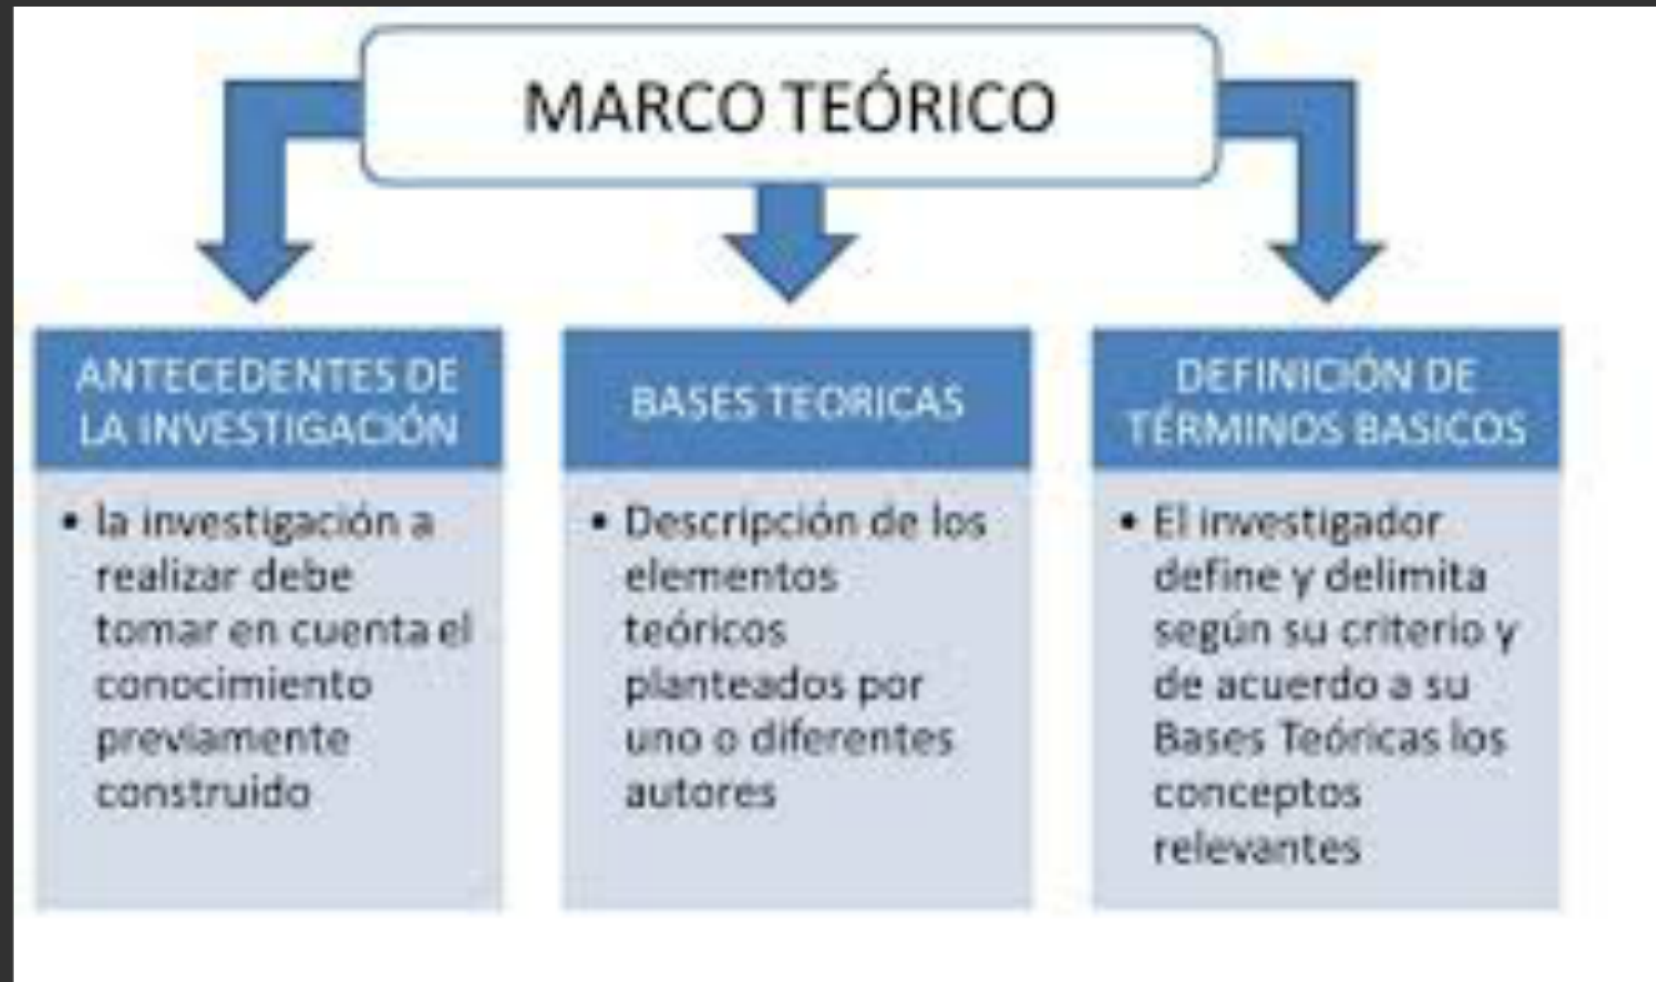 MARCO TEÓRICO
ANTECEDENTES DE
LA INVESTIGACIÓN
• la investigación a
realizar debe
tomar en cuenta el
conocimiento
previamente
construido
BASES TEORICAS
• Descripción de los
elementos
teóricos
planteados por
uno o diferentes
autores
DEFINICIÓN DE
TÉRMINOS BASICOS
• El investigador
define y delimita
según su criterio y
de acuerdo a su
Bases Teóricas los
conceptos
relevantes